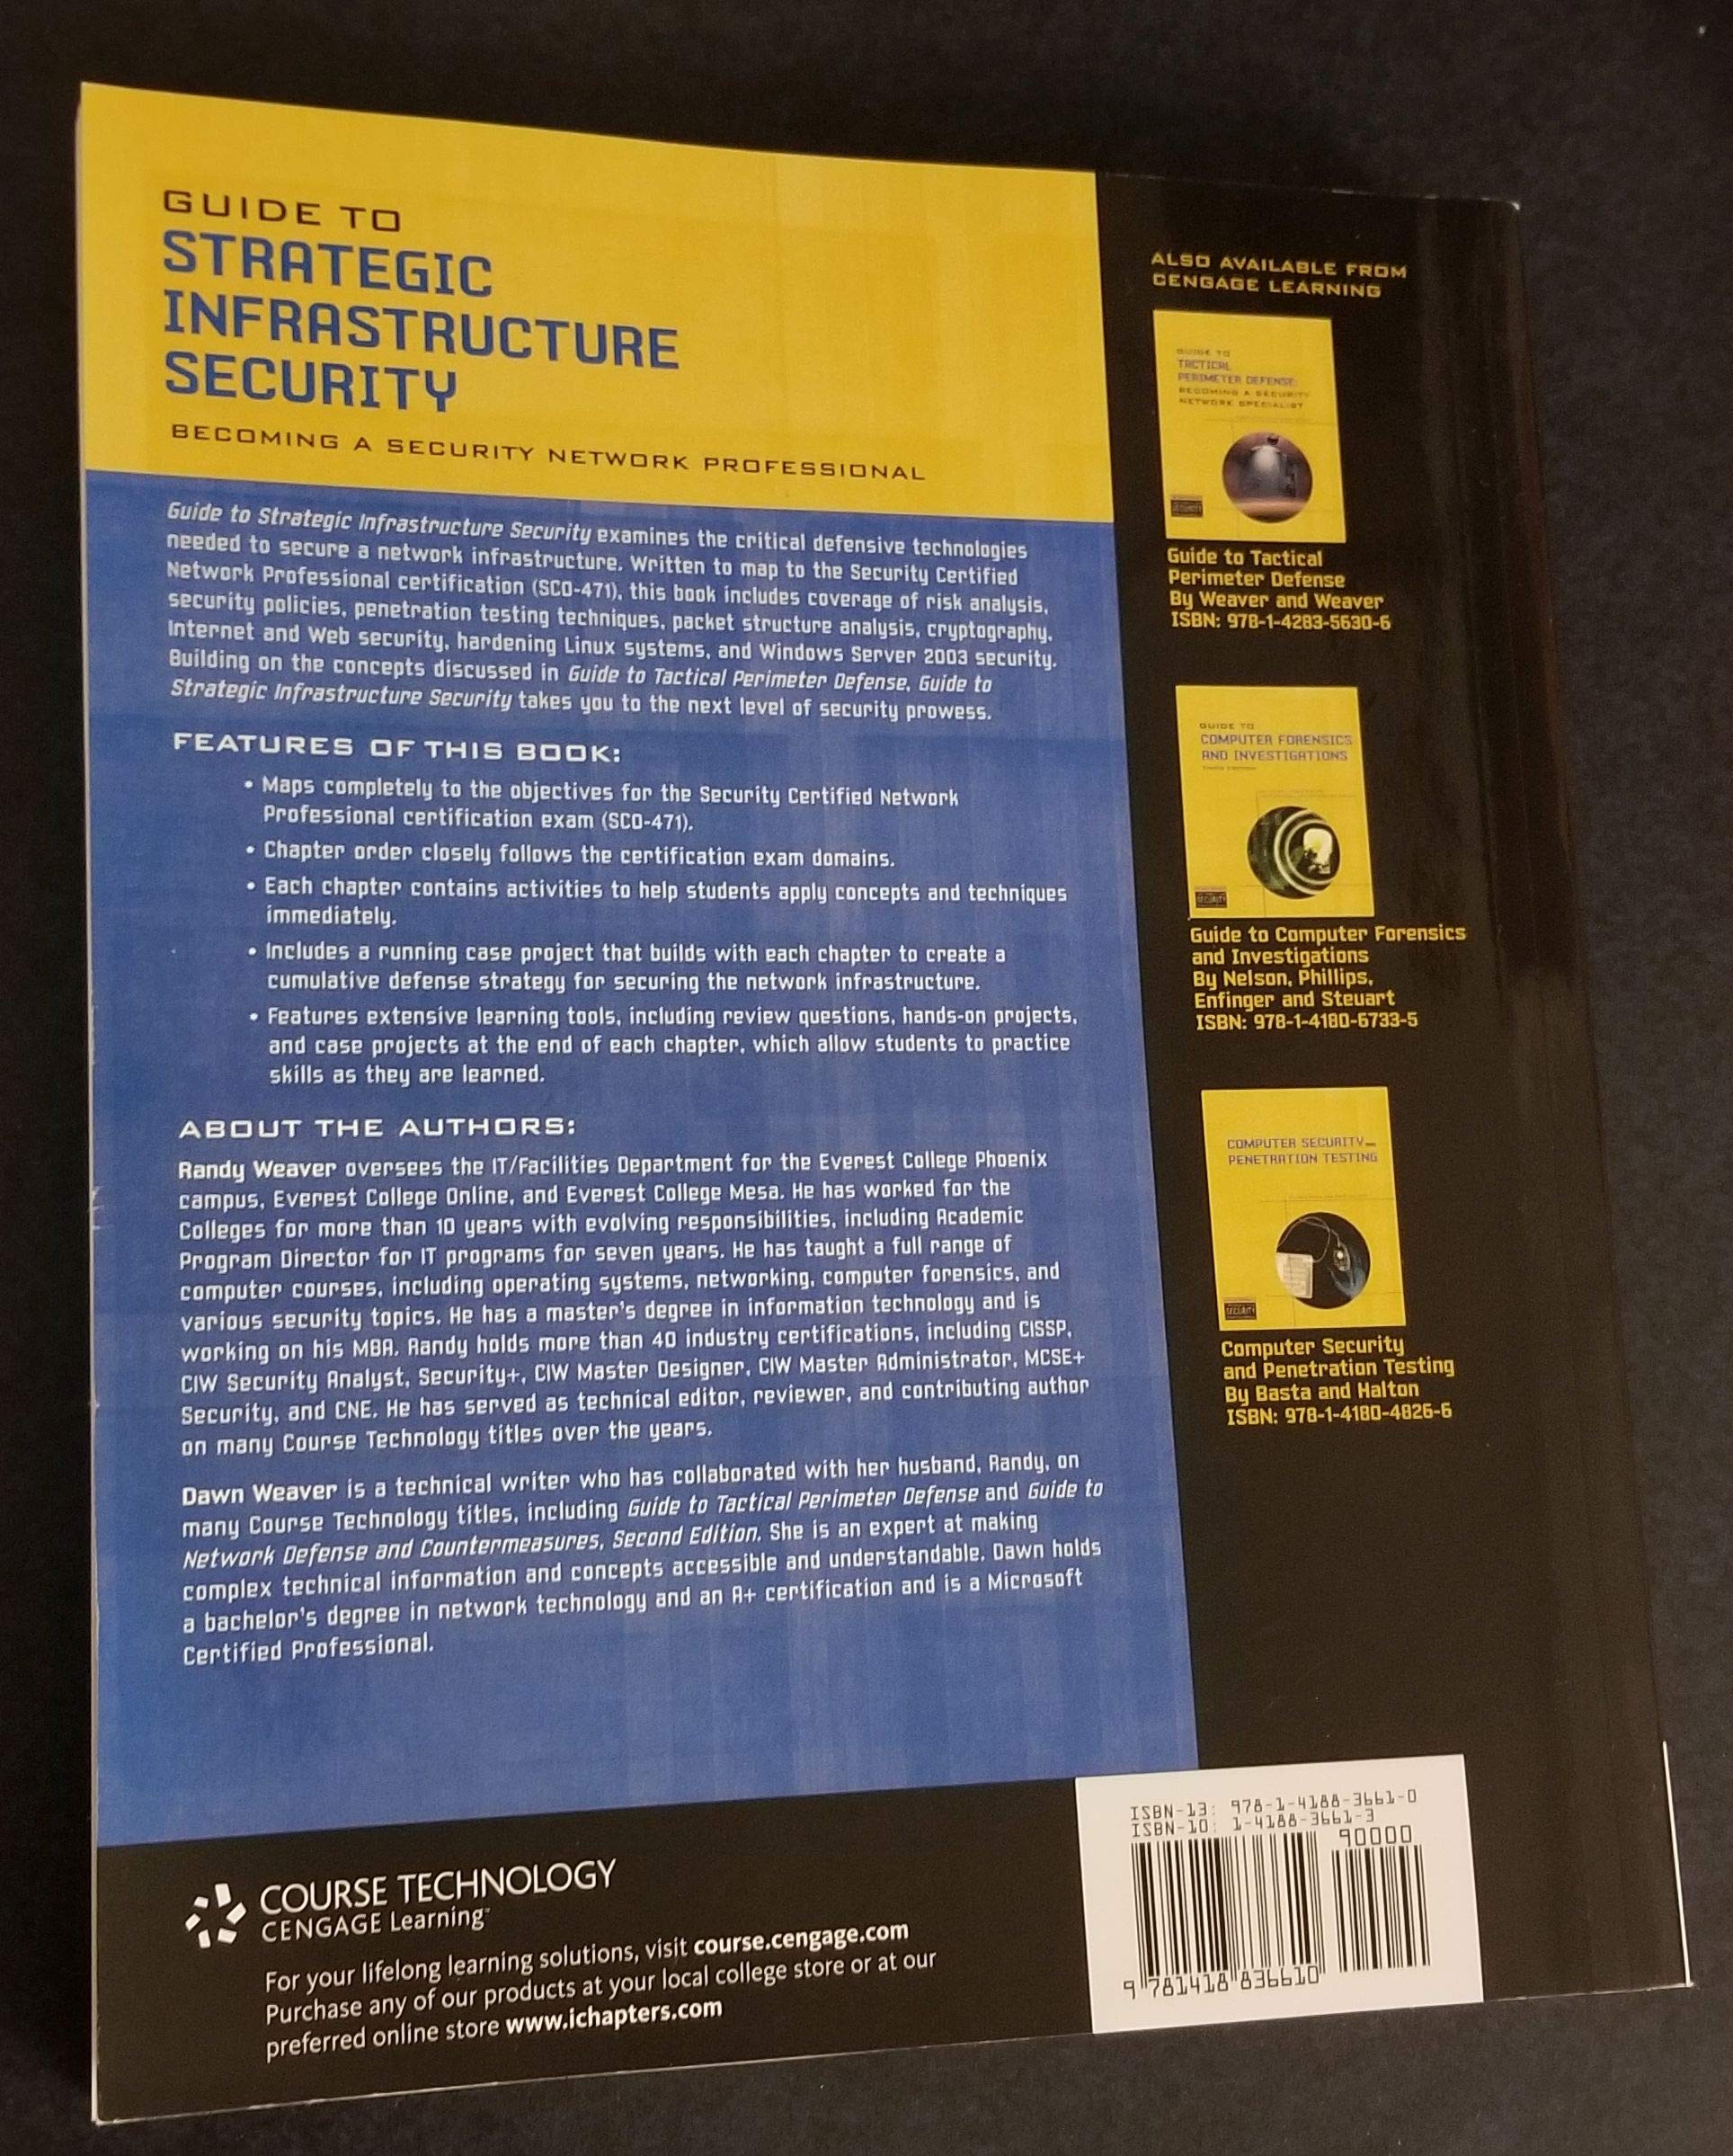 GUIDE TO
STRATEGIC
INFRASTRUCTURE
SECURITY
BECOMING A SECURITY NETWORK PROFESSIONAL
Guide to Strategic Infrastructure Security examines the critical defensive technologies
needed to secure a network infrastructure. Written to map to the Security Certified
Network Professional certification (SC0-471), this book includes coverage of risk analysis,
security policies, penetration testing techniques, packet structure analysis, cryptography,
Internet and Web security, hardening Linux systems, and Windows Server 2003 security.
Building on the concepts discussed in Guide to Tactical Perimeter Defense, Guide to
Strategic Infrastructure Security takes you to the next level of security prowess.
FEATURES OF THIS BOOK:
• Maps completely to the objectives for the Security Certified Network
Professional certification exam (SC0-471).
• Chapter order closely follows the certification exam domains.
• Each chapter contains activities to help students apply concepts and techniques
immediately.
• Includes a running case project that builds with each chapter to create a
cumulative defense strategy for securing the network infrastructure.
• Features extensive learning tools, including review questions, hands-on projects,
and case projects at the end of each chapter, which allow students to practice
skills as they are learned.
ABOUT THE AUTHORS:
Randy Weaver oversees the IT/Facilities Department for the Everest College Phoenix
campus, Everest College Online, and Everest College Mesa. He has worked for the
Colleges for more than 10 years with evolving responsibilities, including Academic
Program Director for IT programs for seven years. He has taught a full range of
computer courses, including operating systems, networking, computer forensics, and
various security topics. He has a master's degree in information technology and is
working on his MBA. Randy holds more than 40 industry certifications, including CISSP,
CIW Security Analyst, Security+, CIW Master Designer, CIW Master Administrator, MCSE+
Security, and CNE. He has served as technical editor, reviewer, and contributing author
on many Course Technology titles over the years.
Dawn Weaver is a technical writer who has collaborated with her husband, Randy, on
many Course Technology titles, including Guide to Tactical Perimeter Defense and Guide to
Network Defense and Countermeasures, Second Edition. She is an expert at making
complex technical information and concepts accessible and understandable. Dawn holds
a bachelor's degree in network technology and an A+ certification and is a Microsoft
Certified Professional.
COURSE TECHNOLOGY
CENGAGE Learning™
For your lifelong learning solutions, visit course.cengage.com
Purchase any of our products at your local college store or at our
preferred online store www.ichapters.com
ALSO AVAILABLE FROM
CENGAGE LEARNING
GUIDE TO
TACTICAL
PERIMETER DEFENSE:
BECOMING A SECURITY
NETWORK SPECIALIST
SECURITY
Guide to Tactical
Perimeter Defense
By Weaver and Weaver
ISBN: 978-1-4283-5630-6
GUIDE TO
COMPUTER FORENSICS
AND INVESTIGATIONS
SECURITY
Guide to Computer Forensics
and Investigations
By Nelson, Phillips,
Enfinger and Steuart
ISBN: 978-1-4180-6733-5
COMPUTER SECURITY AND
PENETRATION TESTING
SECURITY
Computer Security
and Penetration Testing
By Basta and Halton
ISBN: 978-1-4180-4826-6
ISBN-13: 978-1-4188-3661-0
ISBN-10: 1-4188-3661-3
90000
9 781418 836610